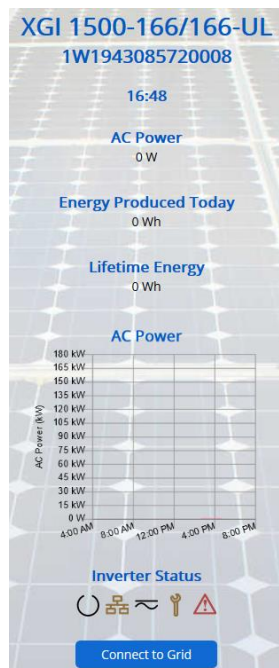 XGI 1500-166/166-UL
1W1943085720008
16:48
AC Power
0 W
Energy Produced Today
0 Wh
Lifetime Energy
0 Wh
AC Power
180 kW
165 kW
150 kW
135 kW
120 kW
105 kW
90 kW
75 kW
60 kW
45 kW
30 kW
15 kW
0 W
AC Power (kW)
4:00 AM 8:00 AM 12:00 PM 4:00 PM 8:00 PM
Inverter Status
Connect to Grid